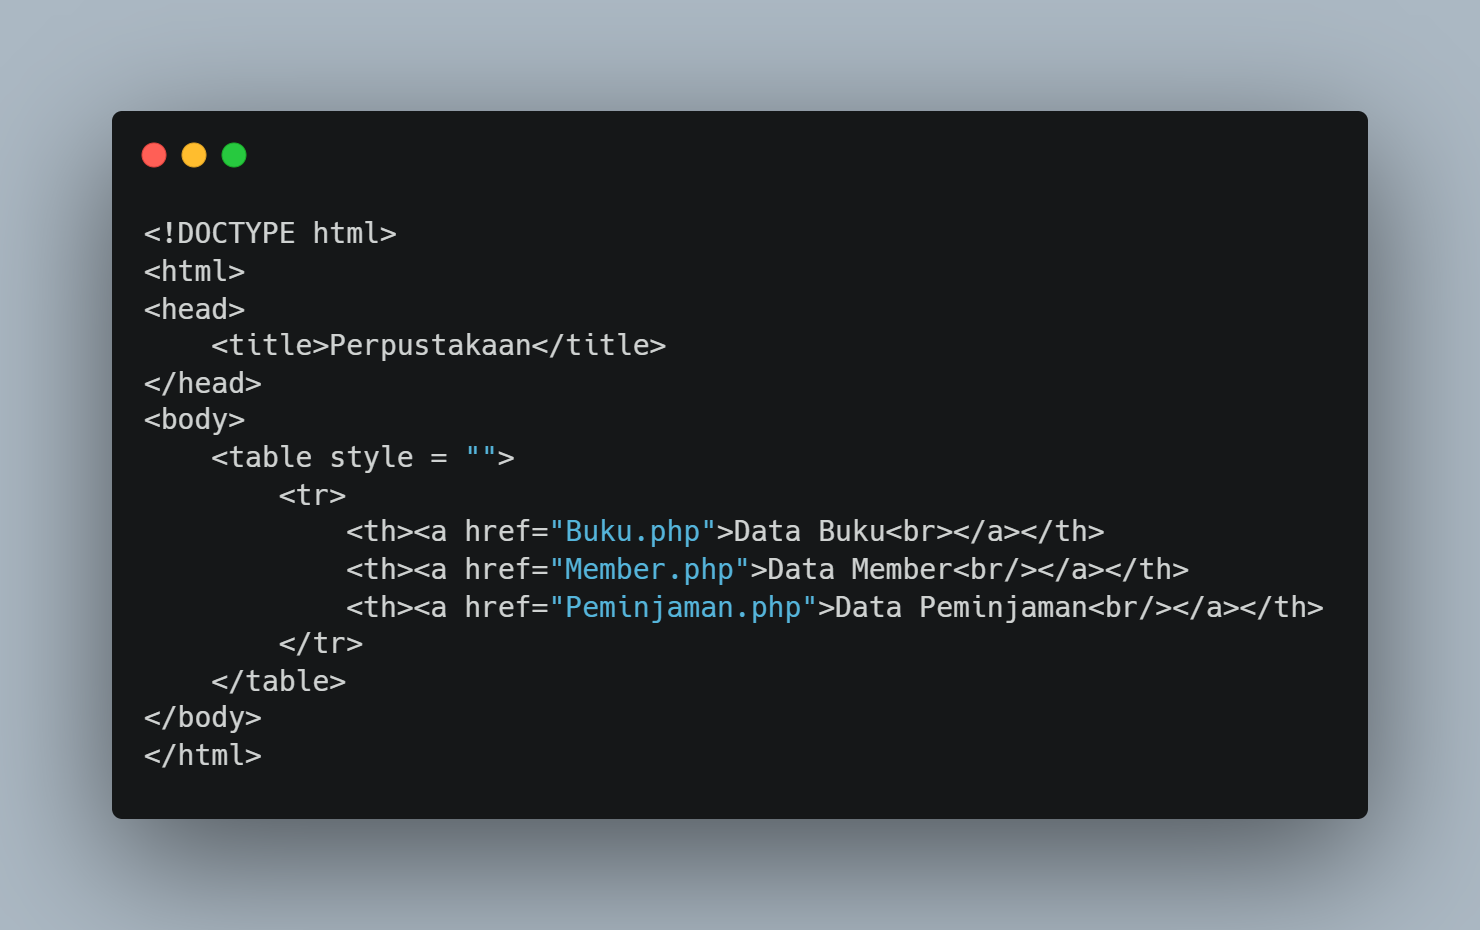 <!DOCTYPE html>
<html>
<head>
    <title>Perpustakaan</title>
</head>
<body>
    <table style = "">
        <tr>
            <th><a href="Buku.php">Data Buku<br></a></th>
            <th><a href="Member.php">Data Member<br/></a></th>
            <th><a href="Peminjaman.php">Data Peminjaman<br/></a></th>
        </tr>
    </table>
</body>
</html>